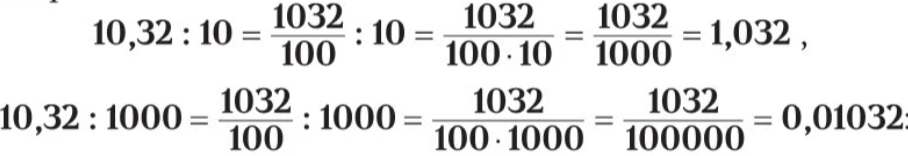 10,32 : 10 = 1032/100 : 10 = 1032/(100 · 10) = 1032/1000 = 1,032 ,
10,32 : 1000 = 1032/100 : 1000 = 1032/(100 · 1000) = 1032/100000 = 0,01032: